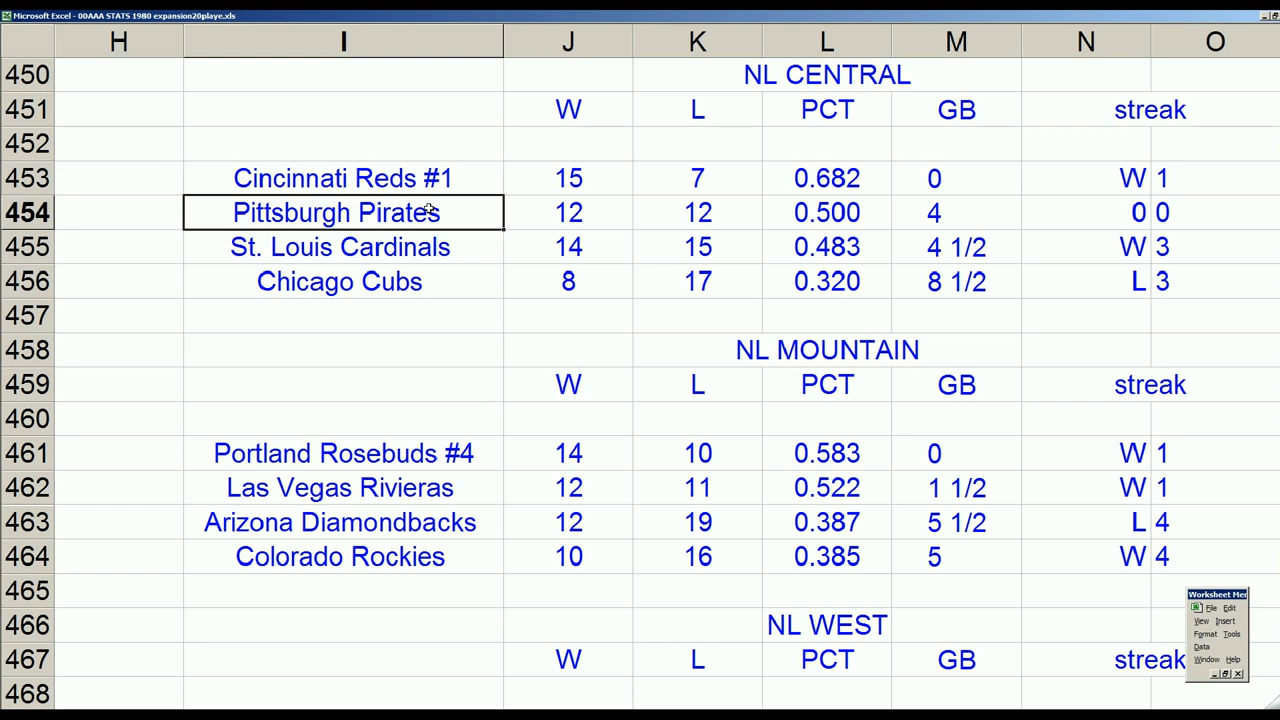 Microsoft Excel - 00AAA STATS 1980 expansion20playe.xls
H I J K L M N O
450 NL CENTRAL
451 W L PCT GB streak
452
453 Cincinnati Reds #1 15 7 0.682 0 W 1
454 Pittsburgh Pirates 12 12 0.500 4 0 0
455 St. Louis Cardinals 14 15 0.483 4 1/2 W 3
456 Chicago Cubs 8 17 0.320 8 1/2 L 3
457
458 NL MOUNTAIN
459 W L PCT GB streak
460
461 Portland Rosebuds #4 14 10 0.583 0 W 1
462 Las Vegas Rivieras 12 11 0.522 1 1/2 W 1
463 Arizona Diamondbacks 12 19 0.387 5 1/2 L 4
464 Colorado Rockies 10 16 0.385 5 W 4
465
466 NL WEST
467 W L PCT GB streak
468
Worksheet Mer
File Edit
View Insert
Format Tools
Data
Window Help